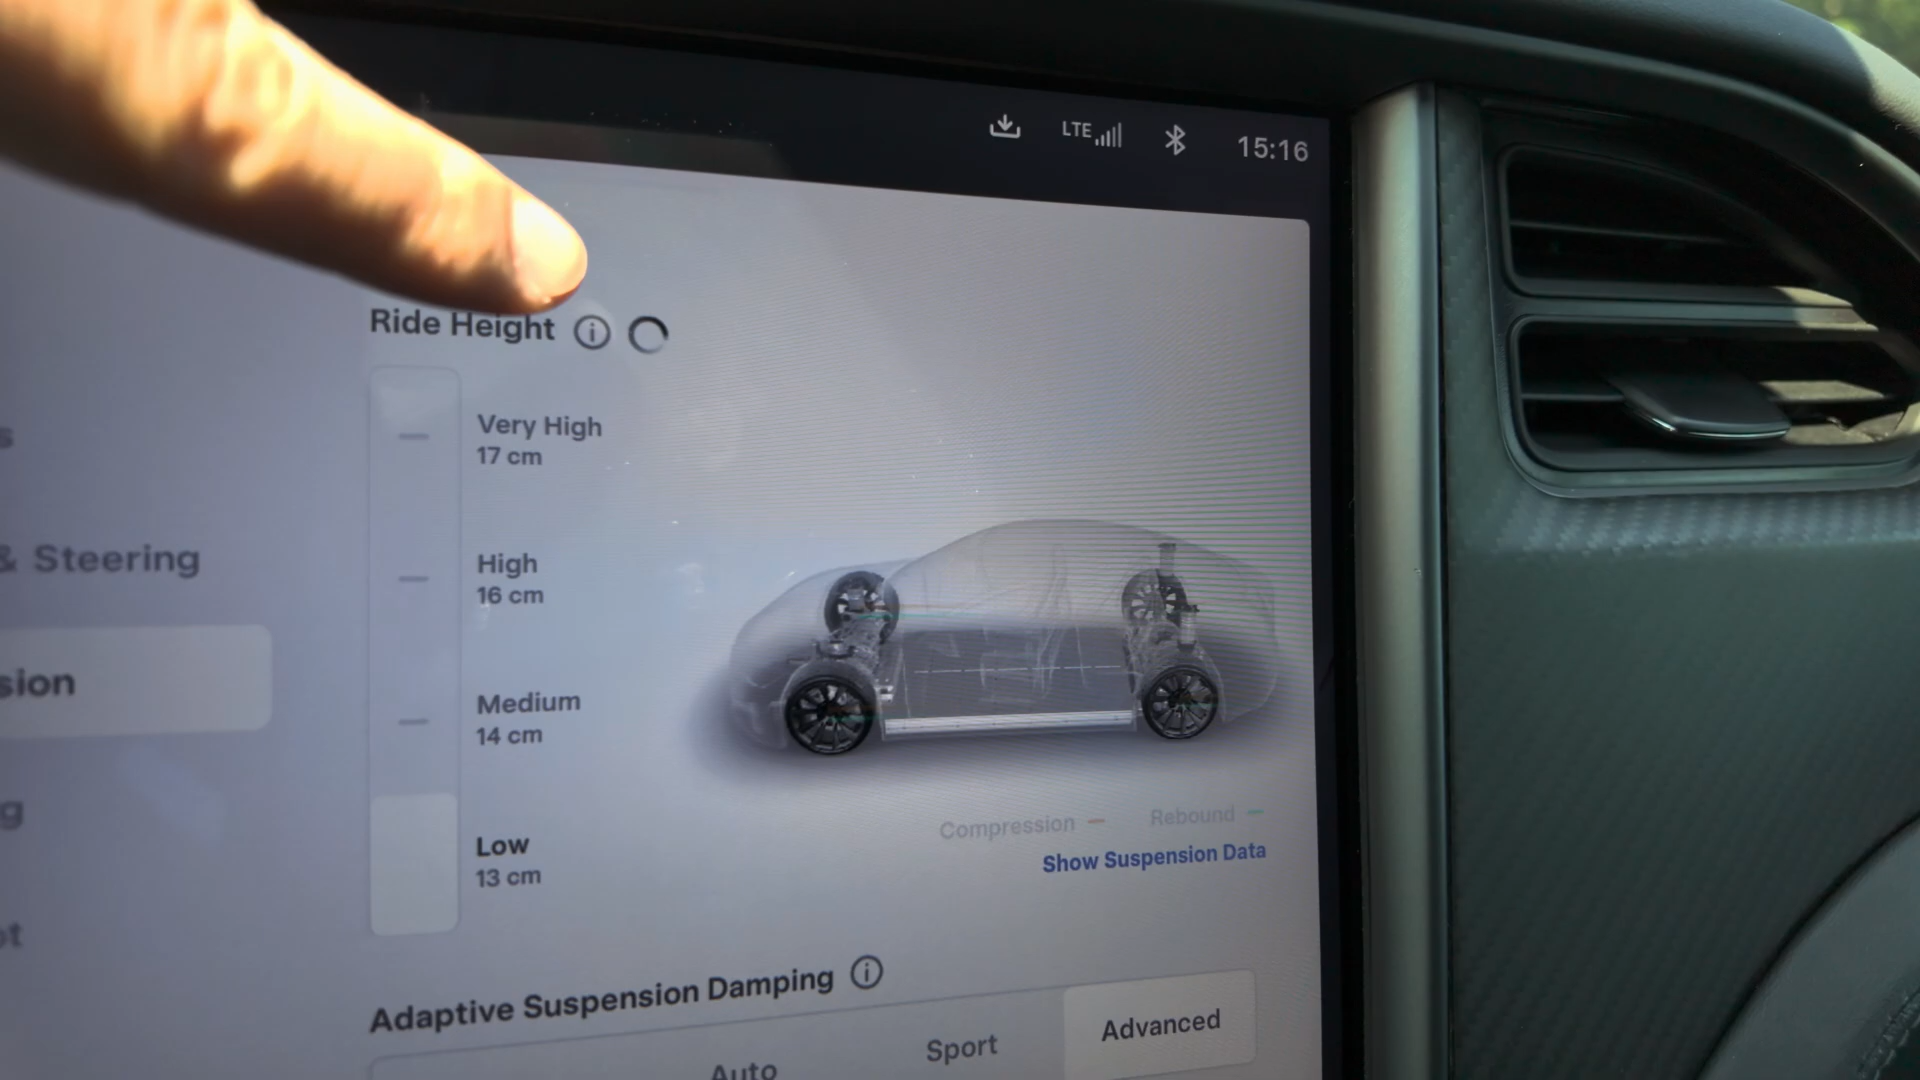 LTE
15:16
Ride Height
Very High
17 cm
High
16 cm
& Steering
sion
Medium
14 cm
g
Low
13 cm
Compression
Rebound
Show Suspension Data
Adaptive Suspension Damping
Auto
Sport
Advanced